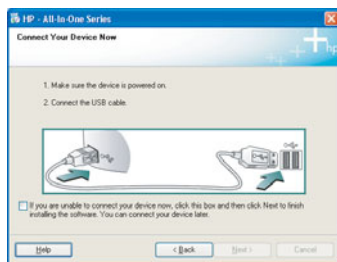 HP - All-In-One Series
Connect Your Device Now
hp
1. Make sure the device is powered on.
2. Connect the USB cable.
If you are unable to connect your device now, click this box and then click Next to finish
installing the software. You can connect your device later.
Help
< Back
Next >
Cancel